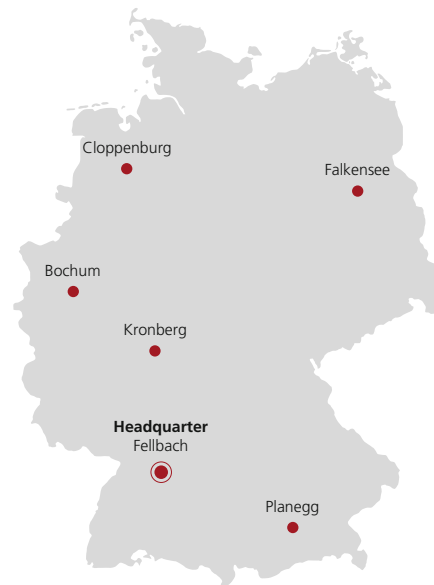 Cloppenburg
Falkensee
Bochum
Kronberg
Headquarter
Fellbach
Planegg